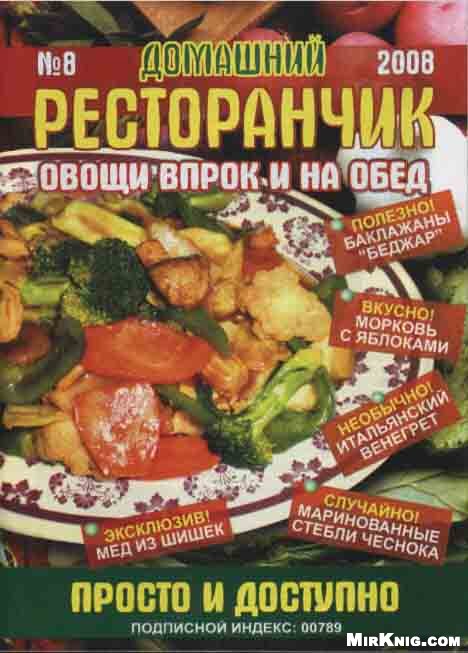 №8 ДОМАШНИЙ 2008
РЕСТОРАНЧИК
ОВОЩИ ВПРОК И НА ОБЕД
ПОЛЕЗНО!
БАКЛАЖАНЫ
"БЕДЖАР"
ВКУСНО!
МОРКОВЬ
С ЯБЛОКАМИ
НЕОБЫЧНО!
ИТАЛЬЯНСКИЙ
ВЕНЕГРЕТ
СЛУЧАЙНО!
МАРИНОВАННЫЕ
СТЕБЛИ ЧЕСНОКА
ЭКСКЛЮЗИВ!
МЕД ИЗ ШИШЕК
ПРОСТО И ДОСТУПНО
ПОДПИСНОЙ ИНДЕКС: 00789
MirKnig.com